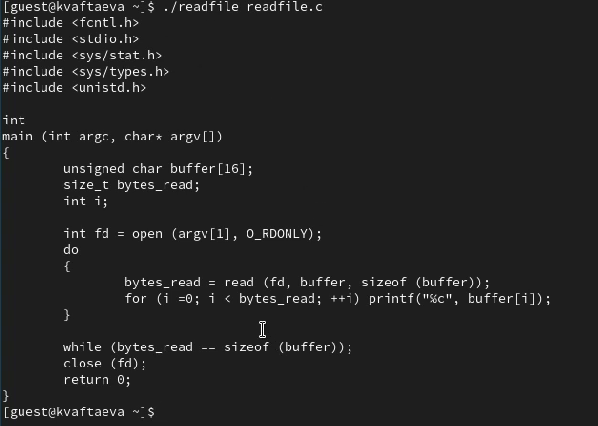 [guest@kvaftaeva ~]$ ./readfile readfile.c
#include <fcntl.h>
#include <stdio.h>
#include <sys/stat.h>
#include <sys/types.h>
#include <unistd.h>
int
main (int argc, char* argv[])
{
unsigned char buffer[16];
size_t bytes_read;
int i;
int fd = open (argv[1], O_RDONLY);
do
{
bytes_read = read (fd, buffer, sizeof (buffer));
for (i =0; i < bytes_read; ++i) printf("%c", buffer[i]);
}
while (bytes_read == sizeof (buffer));
close (fd);
return 0;
}
[guest@kvaftaeva ~]$